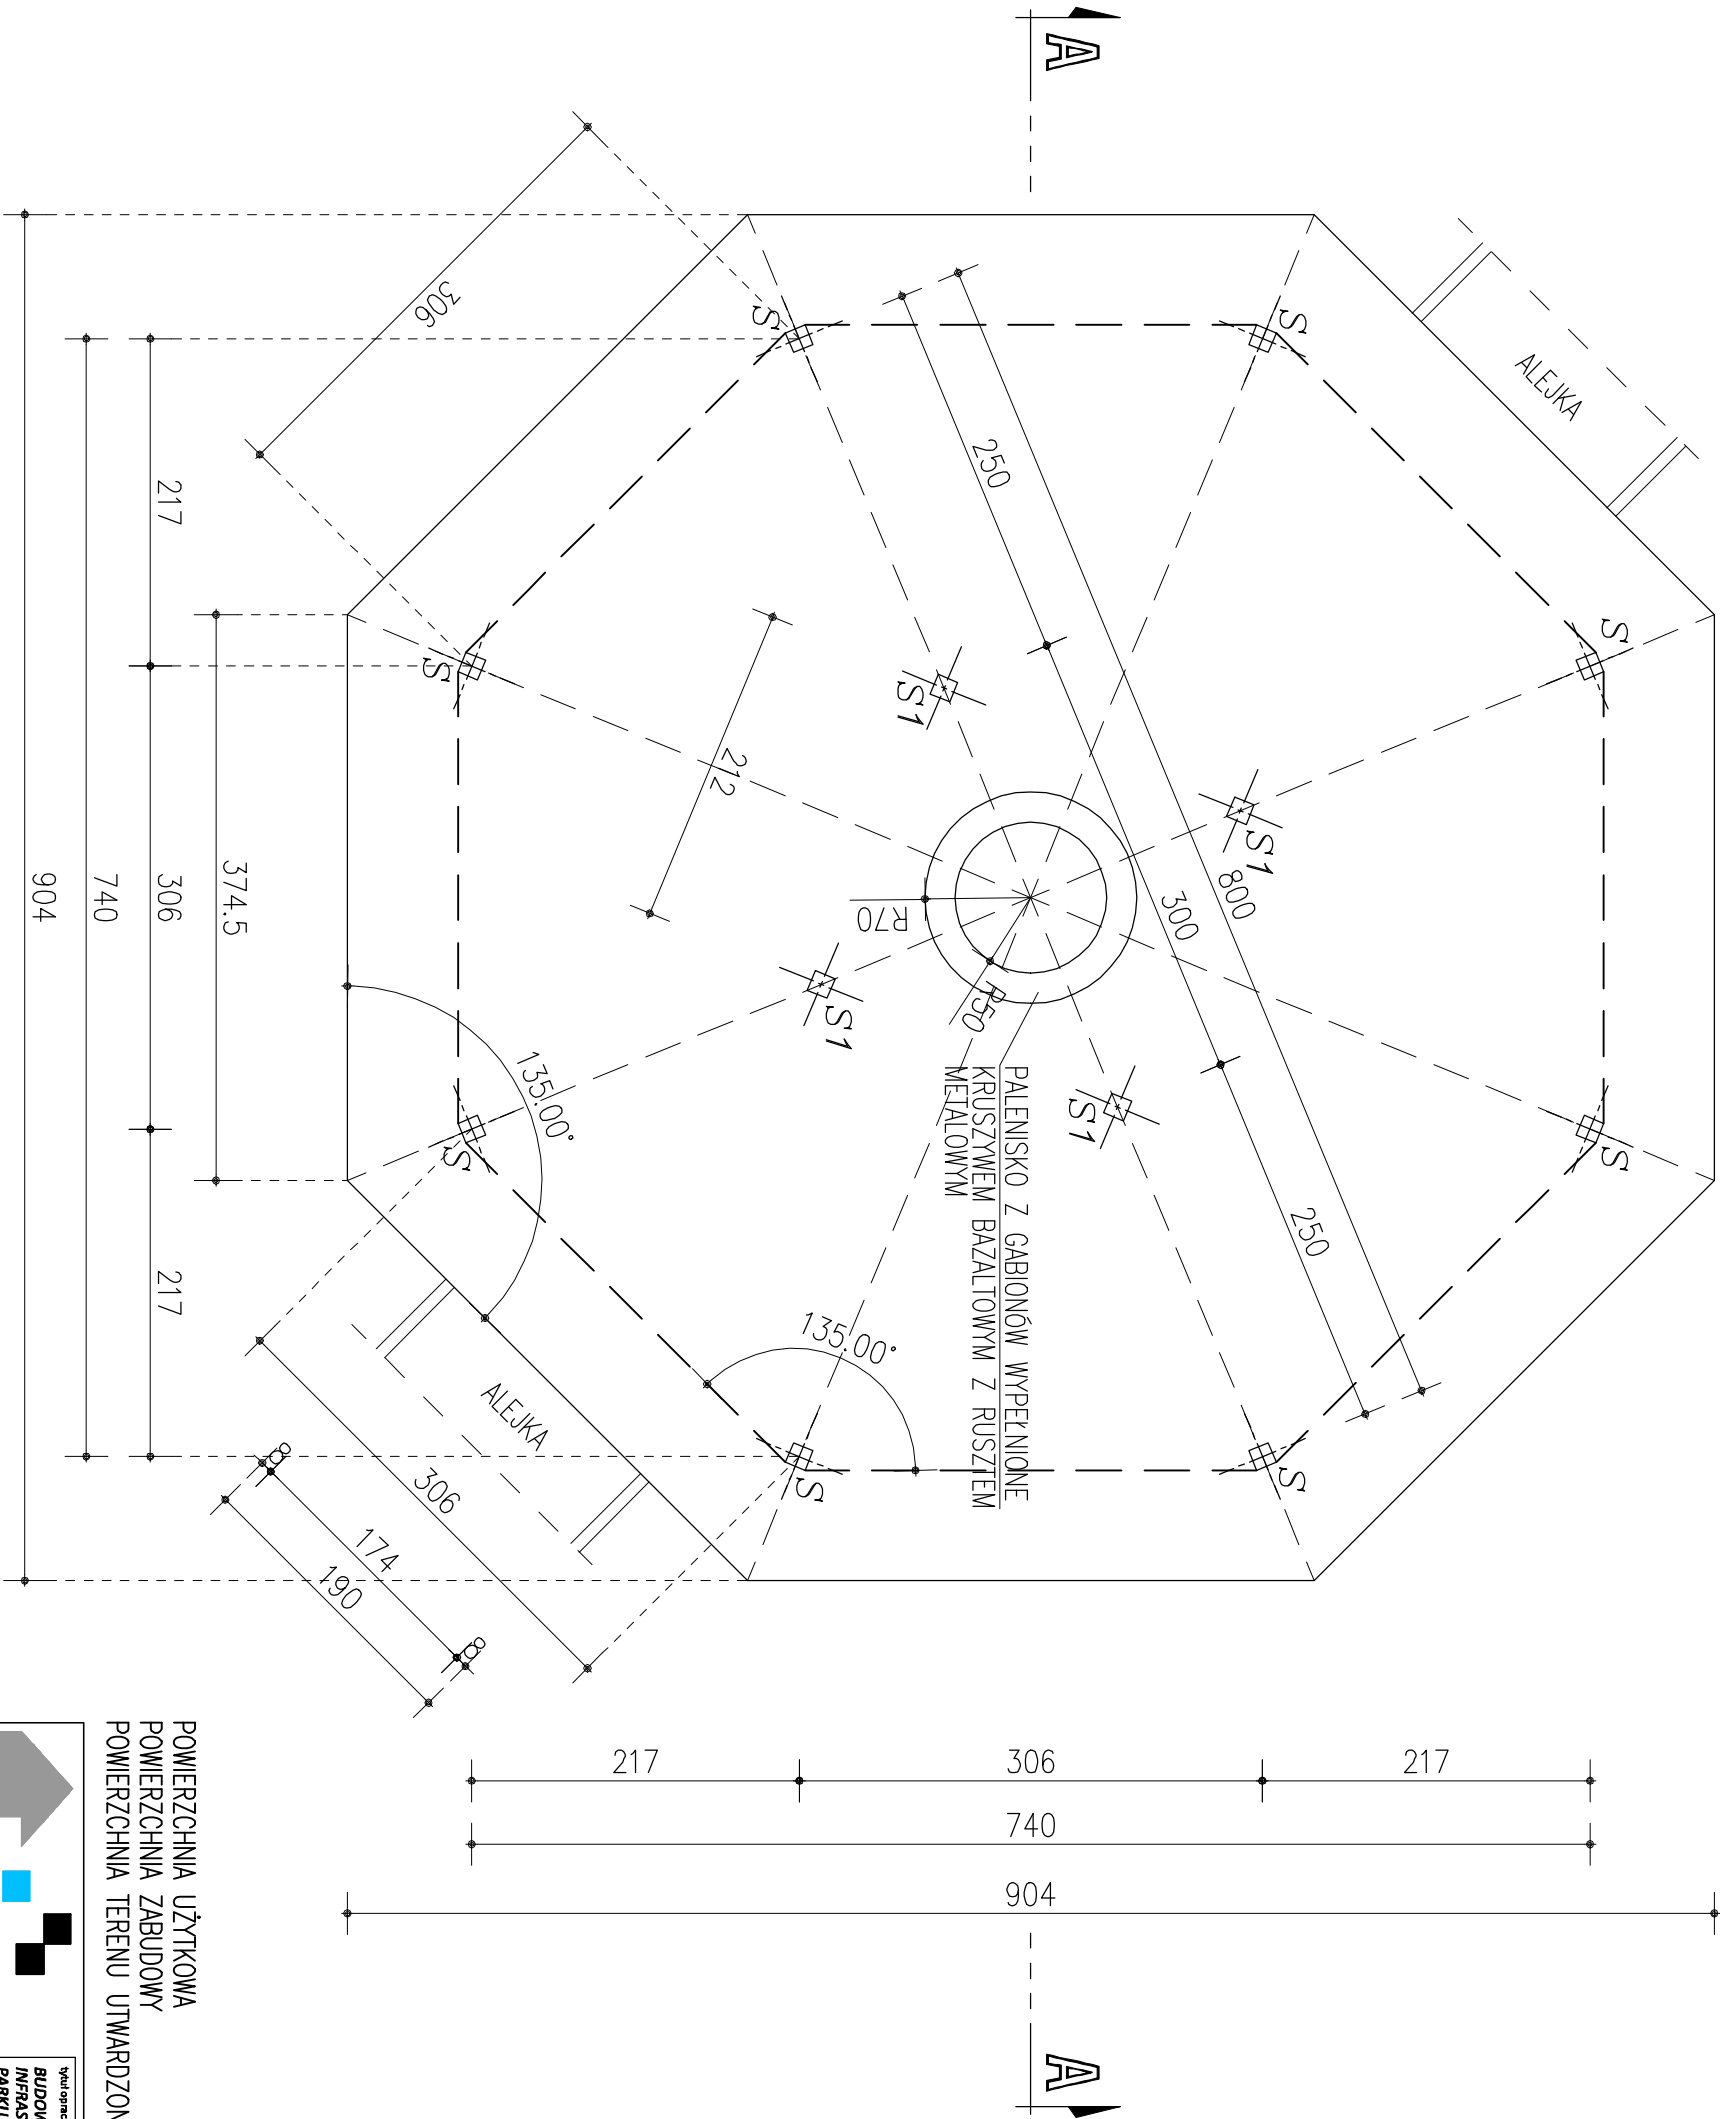 A
ALEJKA
306
S
S
S
S
S
S
S
S
250
300
250
800
212
S1
S1
S1
S1
R70
R50
PALENISKO Z GABIONÓW WYPEŁNIONE
KRUSZYWEM BAZALTOWYM Z RUSZTEM
METALOWYM
135.00°
135.00°
217
306
217
374.5
740
904
ALEJKA
306
8
174
8
190
217
306
217
740
904
A
POWIERZCHNIA UŻYTKOWA
POWIERZCHNIA ZABUDOWY
POWIERZCHNIA TERENU